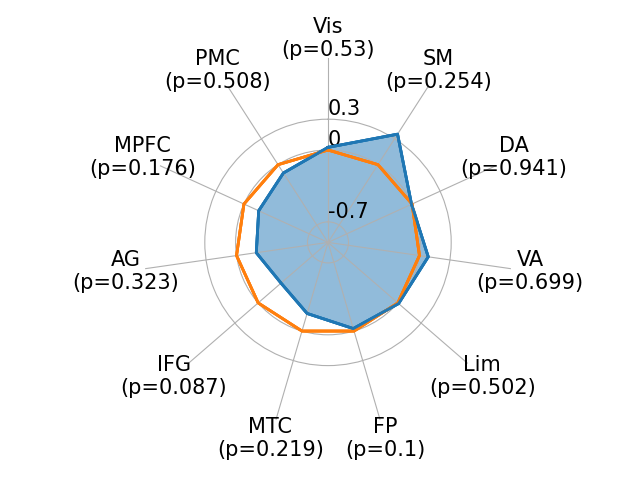 Vis
(p=0.53)
PMC
(p=0.508)
SM
(p=0.254)
0.3
0
-0.7
MPFC
(p=0.176)
DA
(p=0.941)
AG
(p=0.323)
VA
(p=0.699)
IFG
(p=0.087)
Lim
(p=0.502)
MTC
(p=0.219)
FP
(p=0.1)